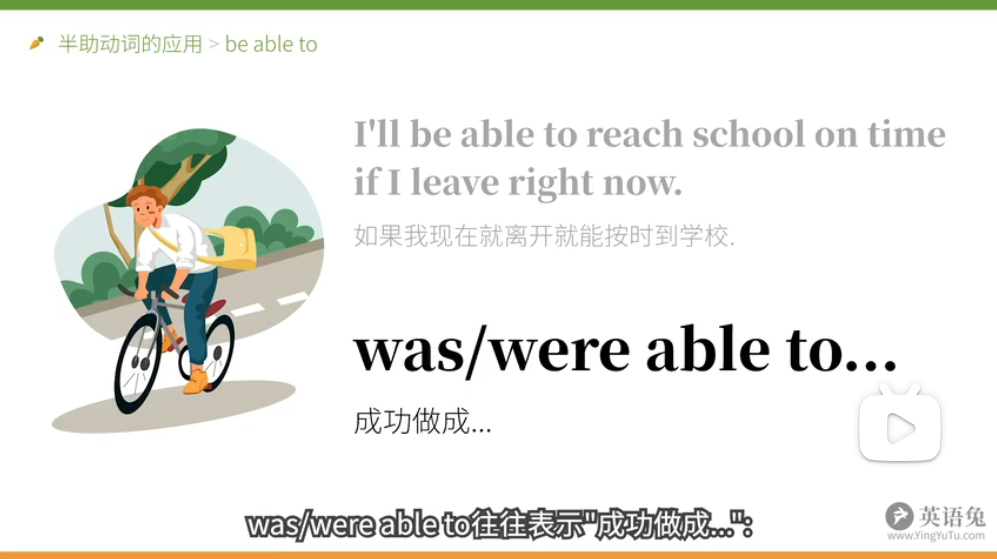 半助动词的应用 > be able to
I'll be able to reach school on time
if I leave right now.
如果我现在就离开就能按时到学校.
was/were able to...
成功做成...
was/were able to往往表示"成功做成...":
英语兔
www.YingYuTu.com